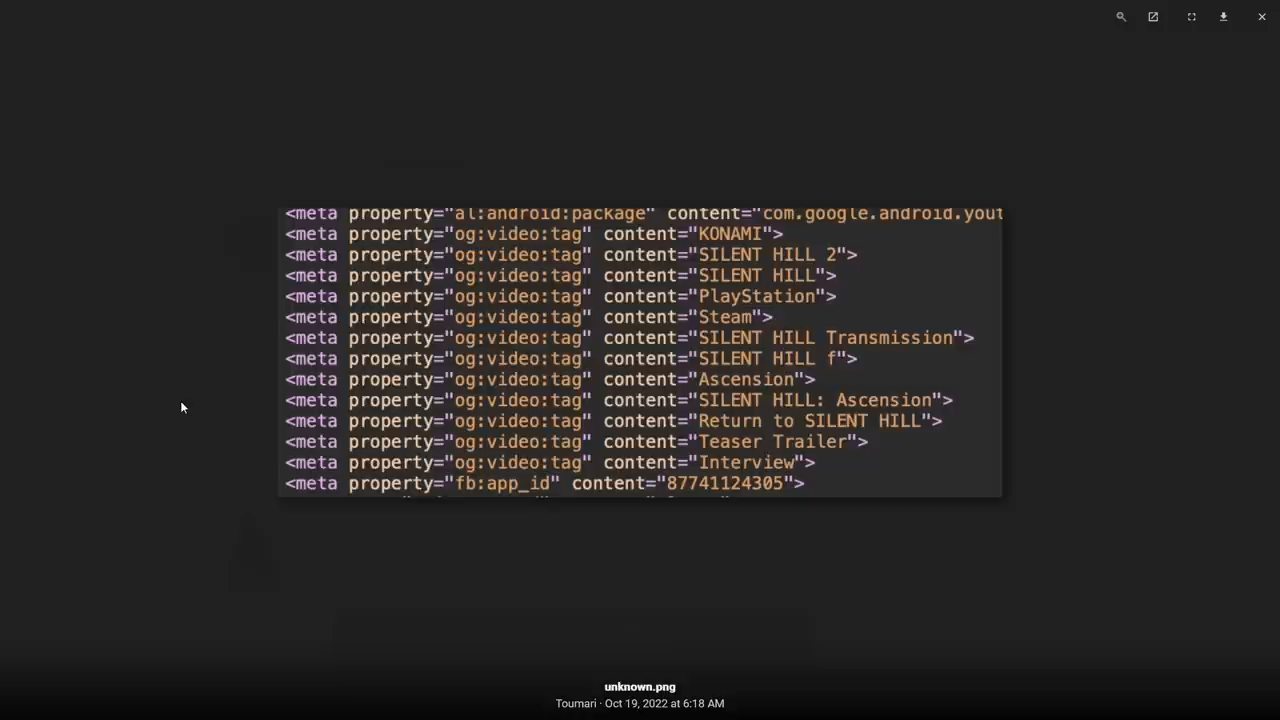 <meta property="al:android:package" content="com.google.android.yout
<meta property="og:video:tag" content="KONAMI">
<meta property="og:video:tag" content="SILENT HILL 2">
<meta property="og:video:tag" content="SILENT HILL">
<meta property="og:video:tag" content="PlayStation">
<meta property="og:video:tag" content="Steam">
<meta property="og:video:tag" content="SILENT HILL Transmission">
<meta property="og:video:tag" content="SILENT HILL f">
<meta property="og:video:tag" content="Ascension">
<meta property="og:video:tag" content="SILENT HILL: Ascension">
<meta property="og:video:tag" content="Return to SILENT HILL">
<meta property="og:video:tag" content="Teaser Trailer">
<meta property="og:video:tag" content="Interview">
<meta property="fb:app_id" content="87741124305">
unknown.png
Toumari · Oct 19, 2022 at 6:18 AM